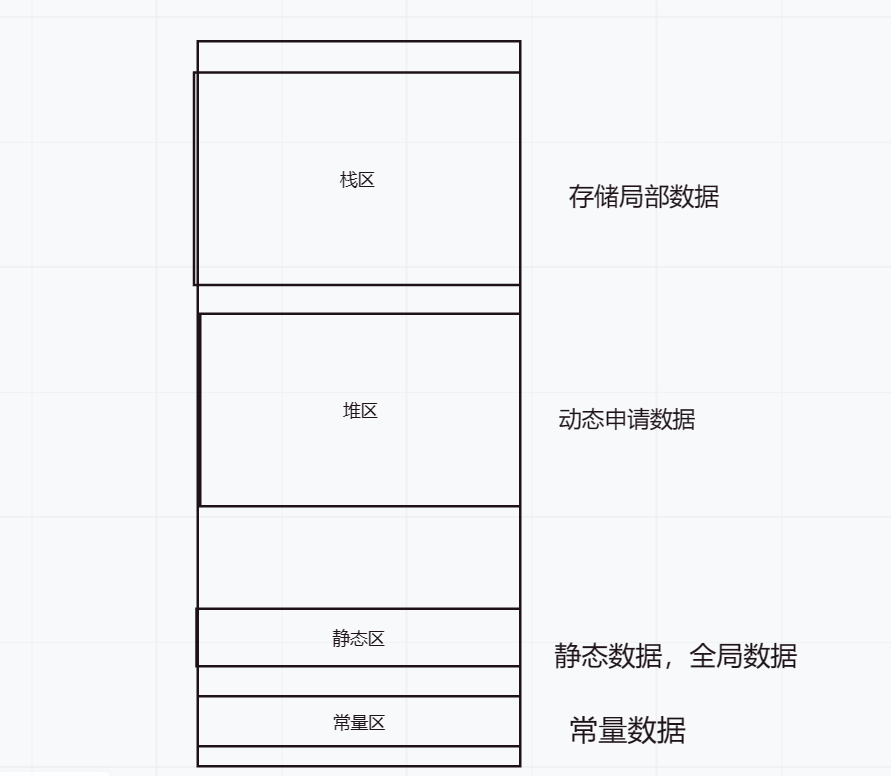 栈区
存储局部数据
堆区
动态申请数据
静态区
静态数据，全局数据
常量区
常量数据